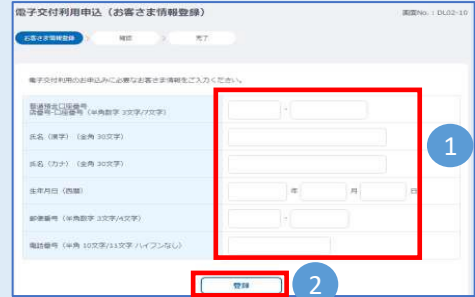 電子交付利用申込（お客さま情報登録）
画面No.：DL02-10
お客さま情報登録
確認
完了
電子交付利用のお申込みに必要なお客さま情報をご入力ください。
普通預金口座番号
店番号-口座番号（半角数字 3文字/7文字）
-
氏名（漢字）（全角 30文字）
氏名（カナ）（全角 30文字）
生年月日（西暦）
年
月
日
郵便番号（半角数字 3文字/4文字）
-
電話番号（半角 10文字/11文字 ハイフンなし）
登録
1
2